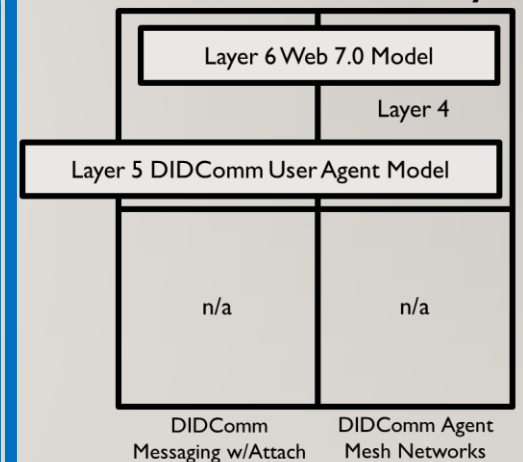 Layer 6 Web 7.0 Model
Layer 4
Layer 5 DIDComm User Agent Model
n/a
n/a
DIDComm
Messaging w/Attach
DIDComm Agent
Mesh Networks